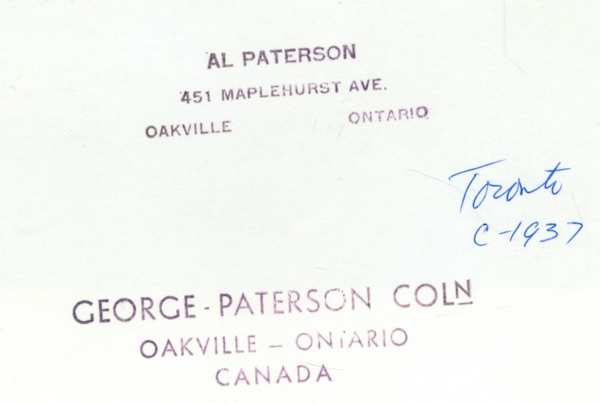 AL PATERSON
451 MAPLEHURST AVE.
OAKVILLE ONTARIO
Toronto
C-1937
GEORGE-PATERSON COLN
OAKVILLE - ONTARIO
CANADA